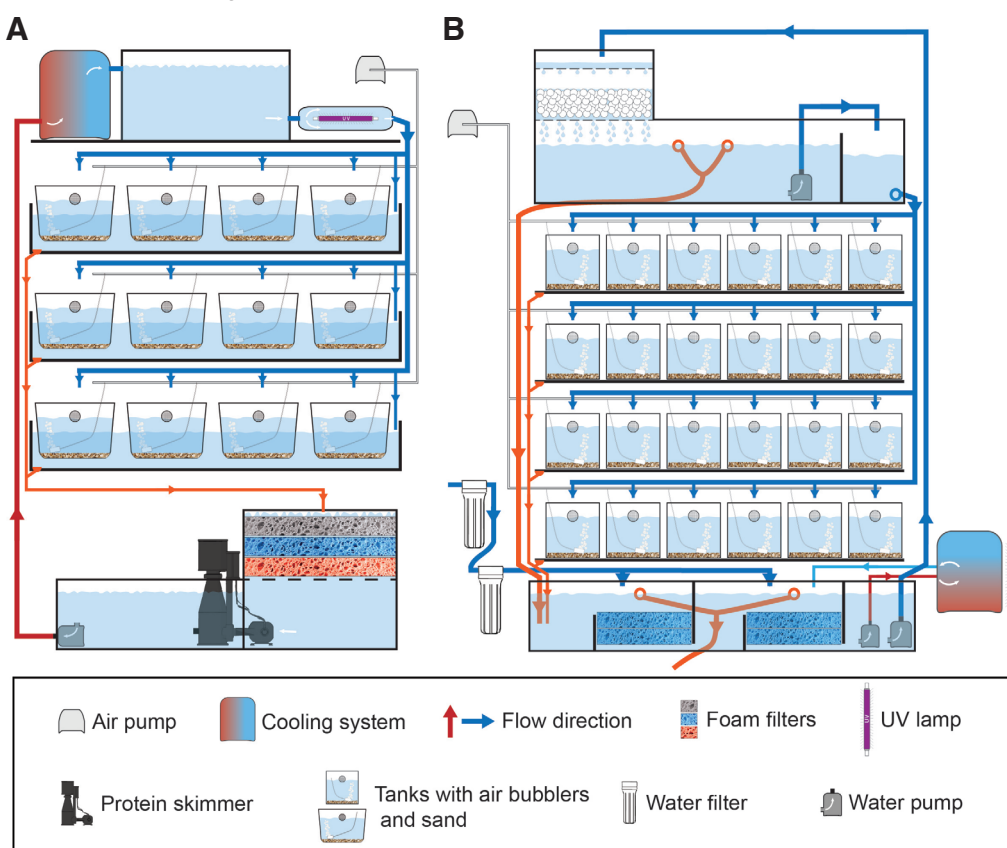 A
B
UV
Air pump
Cooling system
Flow direction
Foam filters
UV
UV lamp
Protein skimmer
Tanks with air bubblers
and sand
Water filter
Water pump